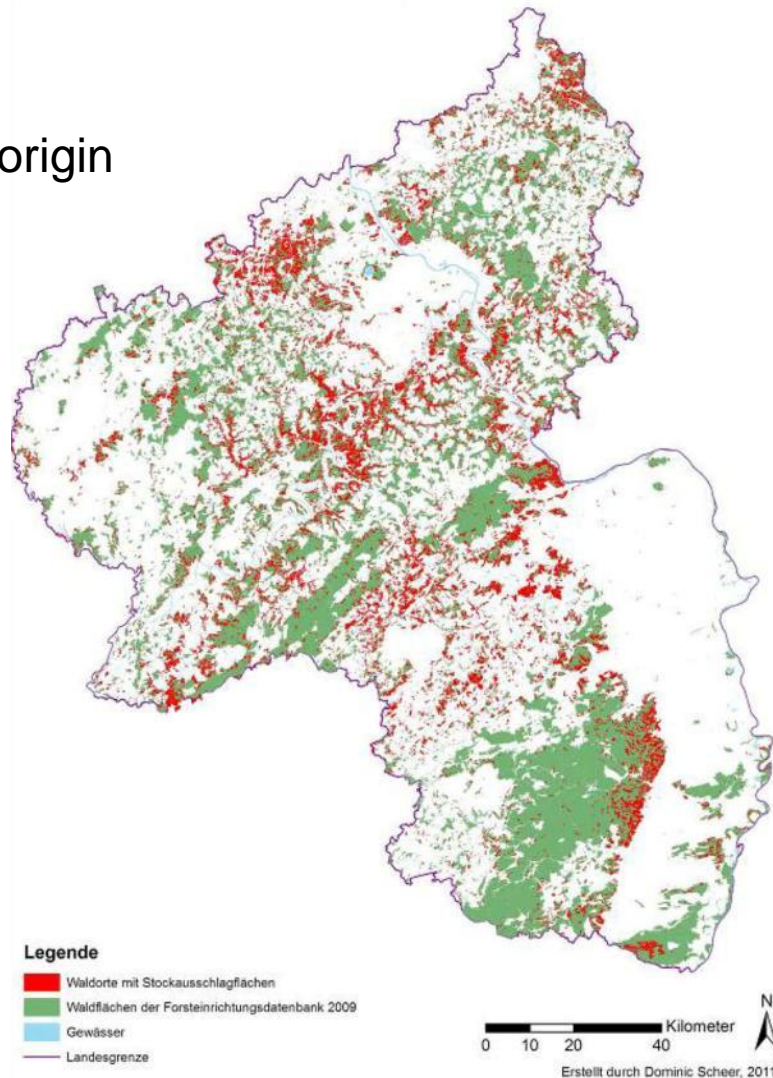 origin
Legende
Waldorte mit Stockausschlagflächen
Waldflächen der Forsteinrichtungsdatenbank 2009
Gewässer
Landesgrenze
N
Kilometer
0 10 20 40
Erstellt durch Dominic Scheer, 2011